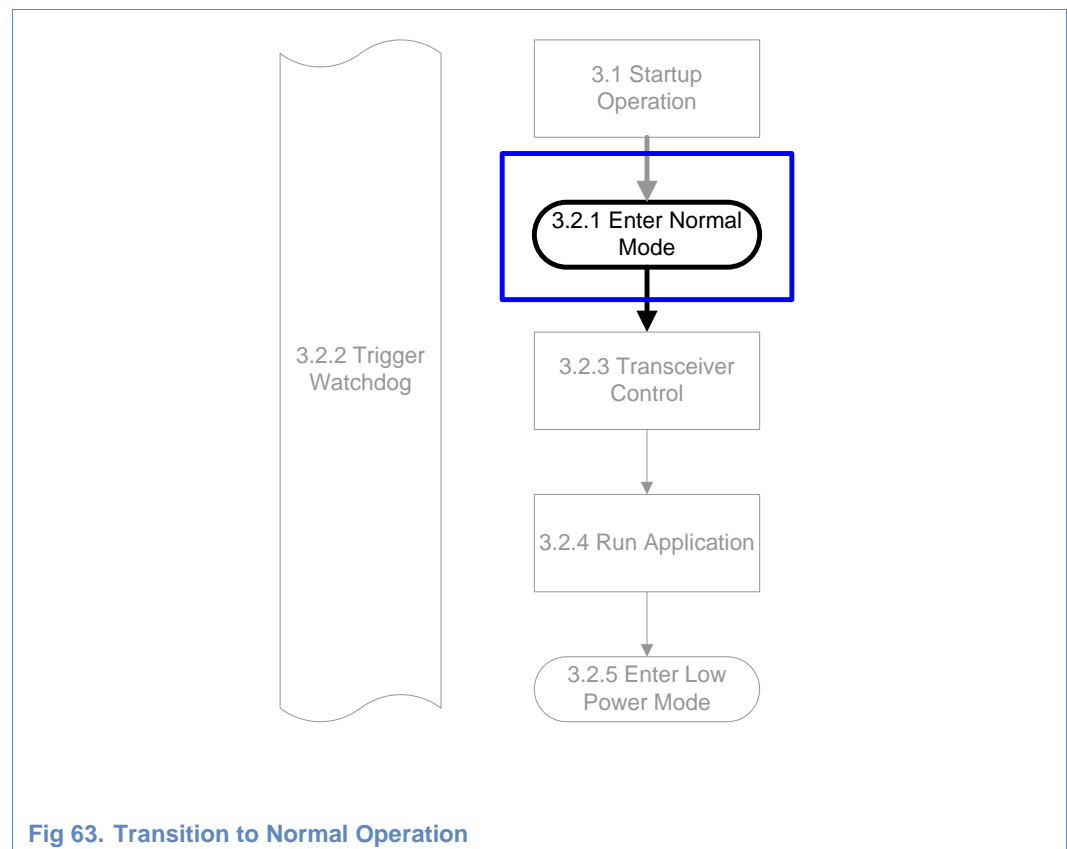 3.1 Startup
Operation
3.2.1 Enter Normal
Mode
3.2.2 Trigger
Watchdog
3.2.3 Transceiver
Control
3.2.4 Run Application
3.2.5 Enter Low
Power Mode
Fig 63. Transition to Normal Operation